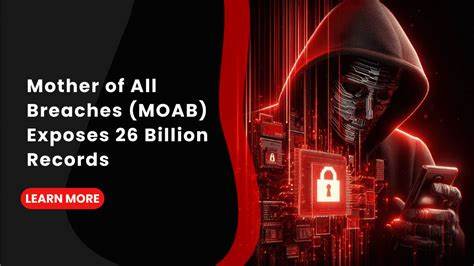 Mother of All
Breaches (MOAB)
Exposes 26 Billion
Records
LEARN MORE